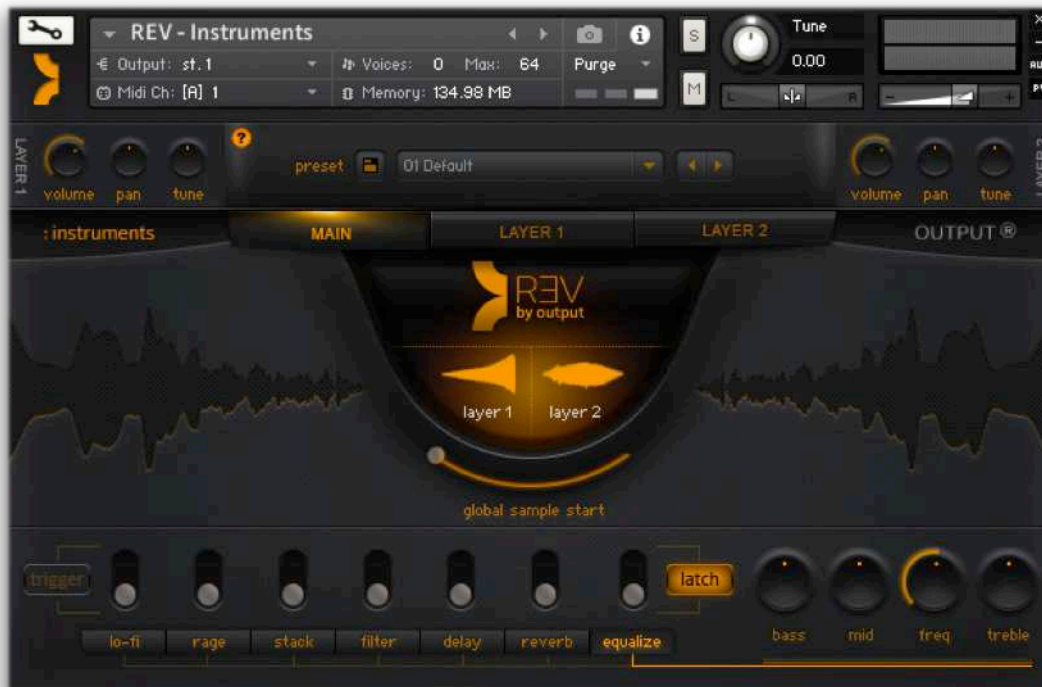 REV - Instruments
S
Tune
Output: st.1
Voices: 0 Max: 64
Purge
0.00
Midi Ch: [A] 1
Memory: 134.98 MB
M
L
R
LAYER 1
?
preset
01 Default
volume
pan
tune
volume
pan
tune
: instruments
MAIN
LAYER 1
LAYER 2
OUTPUT ®
REV
by output
layer 1
layer 2
global sample start
trigger
latch
lo-fi
rage
stack
filter
delay
reverb
equalize
bass
mid
freq
treble